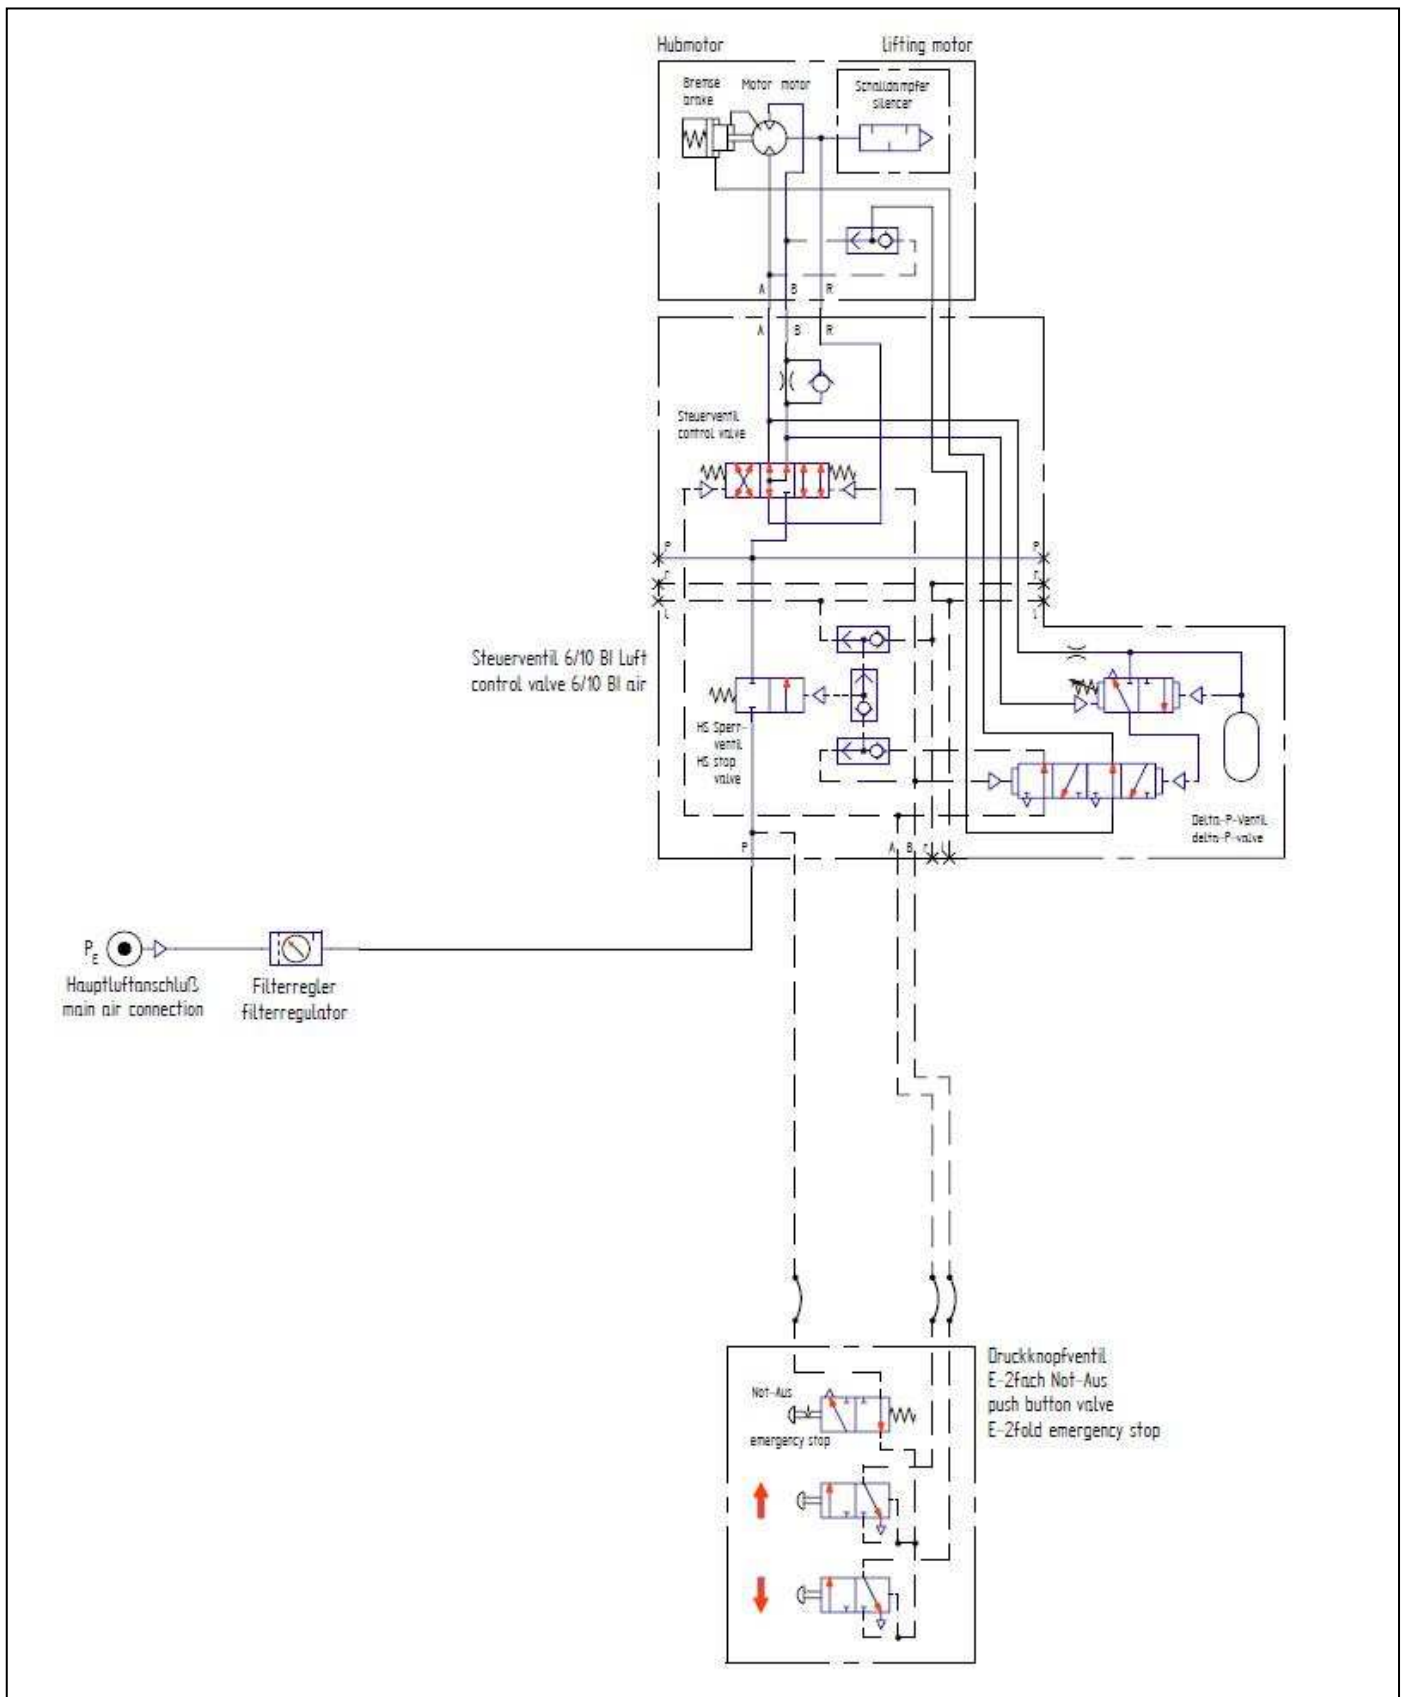 Hubmotor lifting motor
Bremse Motor motor Schalldämpfer
brake silencer
A B R
A B R
Steuerventil
control valve
P P
r r
l l
Steuerventil 6/10 BI Luft
control valve 6/10 BI air
HS Sperr-
ventil
HS stop
valve
Delta-P-Ventil
delta-P-valve
P A B r l
PE
Hauptluftanschluß Filterregler
main air connection filterregulator
Druckknopfventil
E-2fach Not-Aus
push button valve
E-2fold emergency stop
Not-Aus
emergency stop